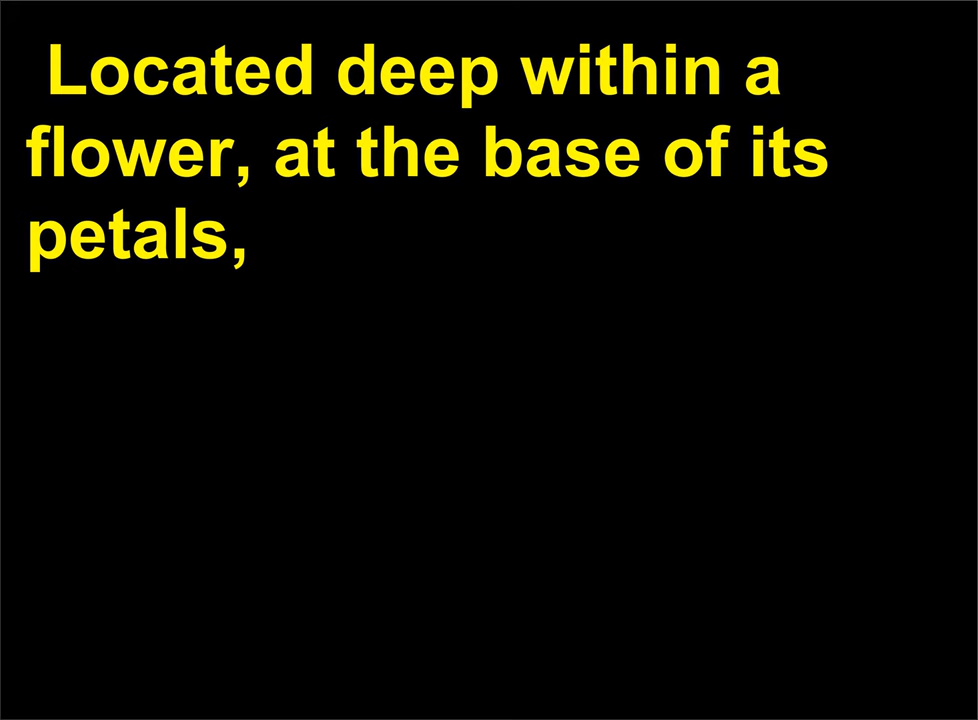 Located deep within a
flower, at the base of its
petals,